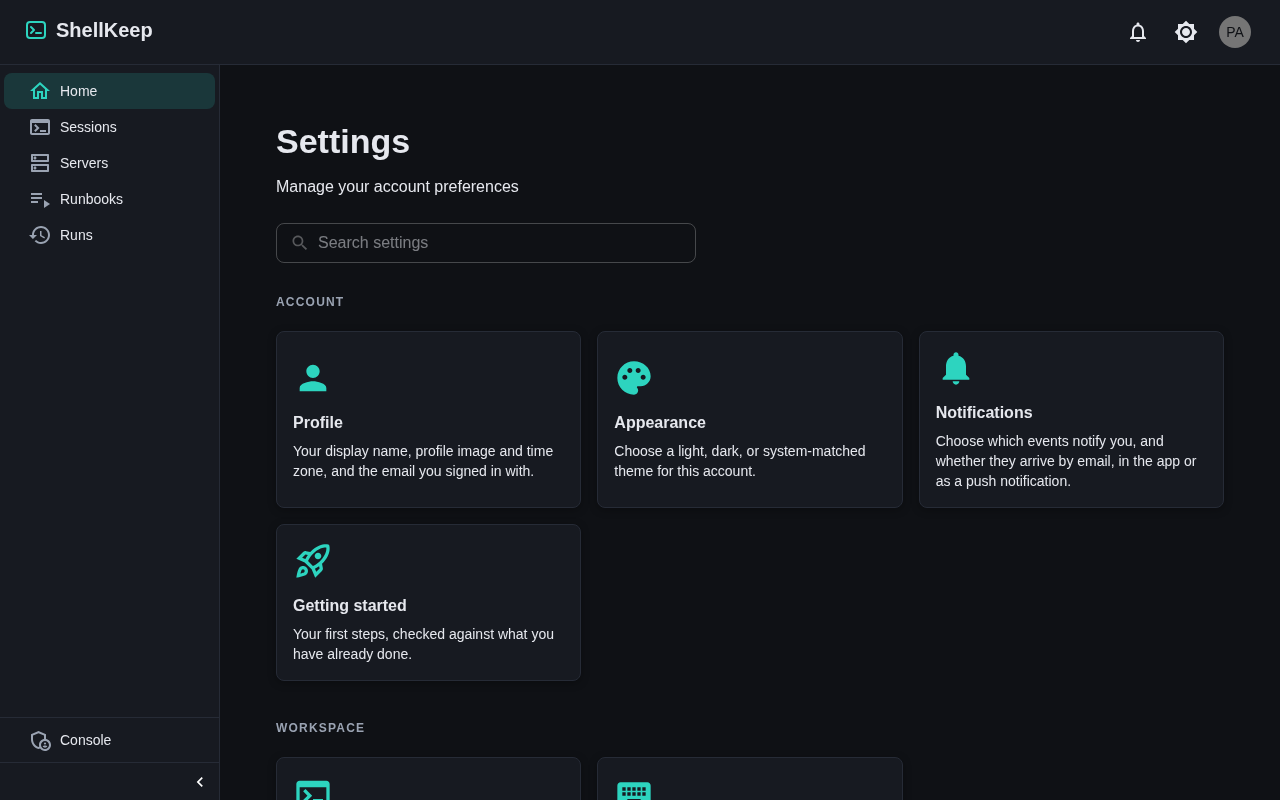 ShellKeep
PA
Home
Sessions
Servers
Runbooks
Runs
Console
Settings
Manage your account preferences
Search settings
ACCOUNT
Profile
Your display name, profile image and time
zone, and the email you signed in with.
Appearance
Choose a light, dark, or system-matched
theme for this account.
Notifications
Choose which events notify you, and
whether they arrive by email, in the app or
as a push notification.
Getting started
Your first steps, checked against what you
have already done.
WORKSPACE